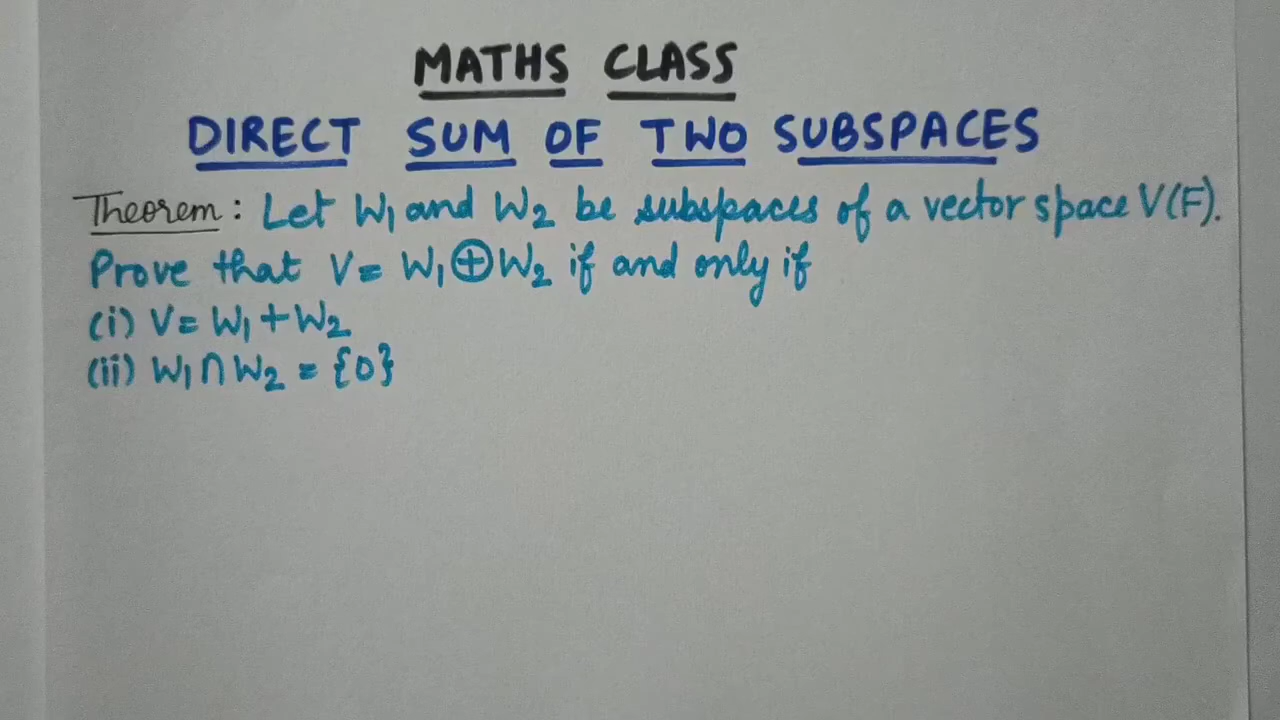 MATHS CLASS
DIRECT SUM OF TWO SUBSPACES
Theorem: Let W₁ and W₂ be subspaces of a vector space V(F).
Prove that V = W₁⊕W₂ if and only if
(i) V = W₁ + W₂
(ii) W₁ ∩ W₂ = {0}